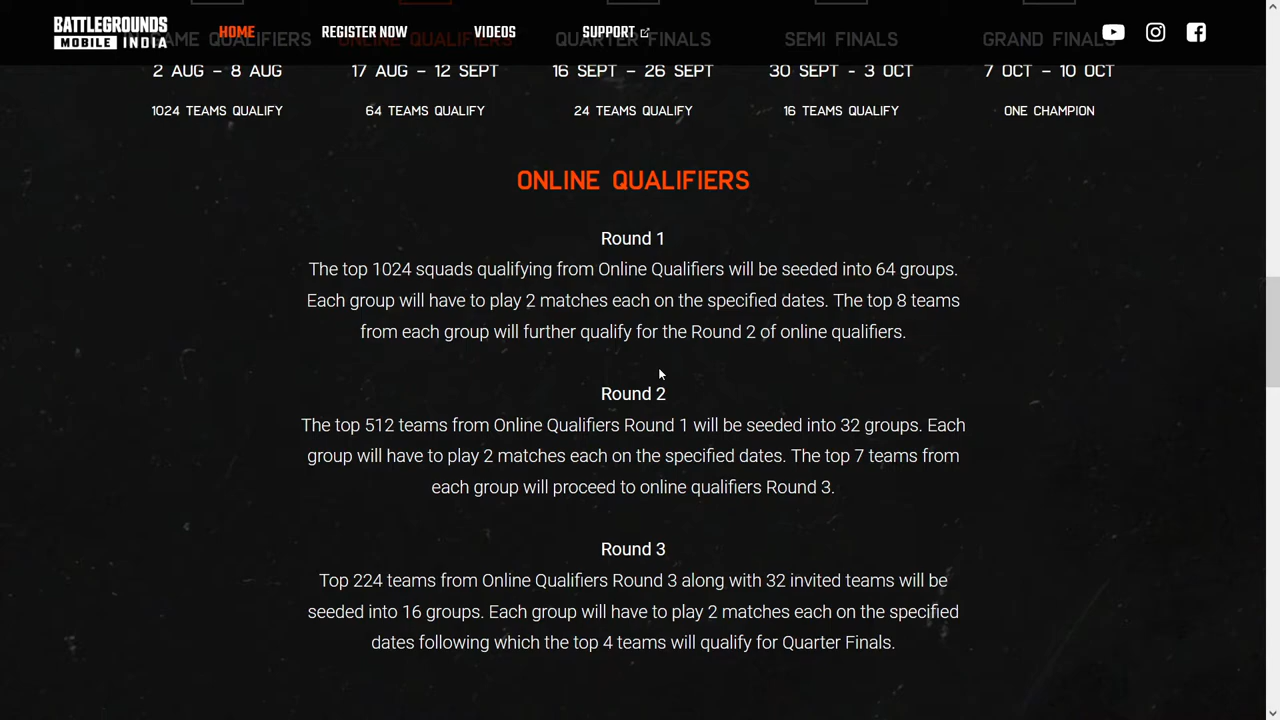 BATTLEGROUNDS
MOBILE INDIA
HOME
REGISTER NOW
VIDEOS
SUPPORT
GAME QUALIFIERS
ONLINE QUALIFIERS
QUARTER FINALS
SEMI FINALS
GRAND FINALS
2 AUG – 8 AUG
17 AUG – 12 SEPT
16 SEPT – 26 SEPT
30 SEPT - 3 OCT
7 OCT – 10 OCT
1024 TEAMS QUALIFY
64 TEAMS QUALIFY
24 TEAMS QUALIFY
16 TEAMS QUALIFY
ONE CHAMPION
ONLINE QUALIFIERS
Round 1
The top 1024 squads qualifying from Online Qualifiers will be seeded into 64 groups.
Each group will have to play 2 matches each on the specified dates. The top 8 teams
from each group will further qualify for the Round 2 of online qualifiers.
Round 2
The top 512 teams from Online Qualifiers Round 1 will be seeded into 32 groups. Each
group will have to play 2 matches each on the specified dates. The top 7 teams from
each group will proceed to online qualifiers Round 3.
Round 3
Top 224 teams from Online Qualifiers Round 3 along with 32 invited teams will be
seeded into 16 groups. Each group will have to play 2 matches each on the specified
dates following which the top 4 teams will qualify for Quarter Finals.